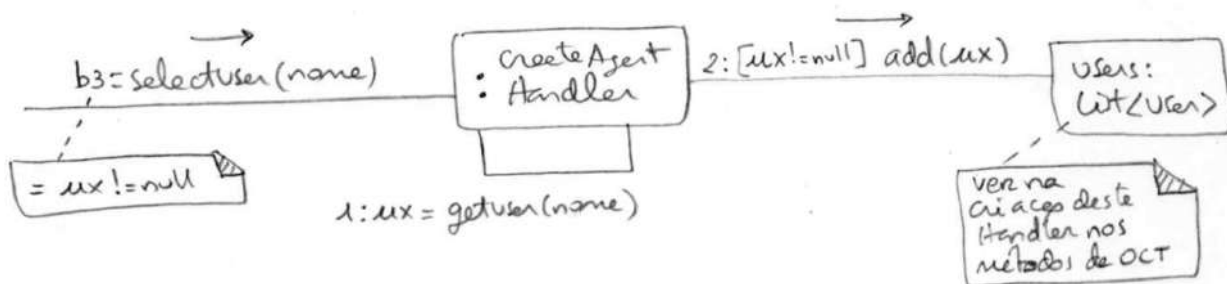 b3=selectuser(nome)
= ux!=null
: createAgent
Handler
1:ux = getuser(nome)
2:[ux!=null] add(ux)
users:
List<User>
ver na
criação deste
Handler nos
métodos de OCT